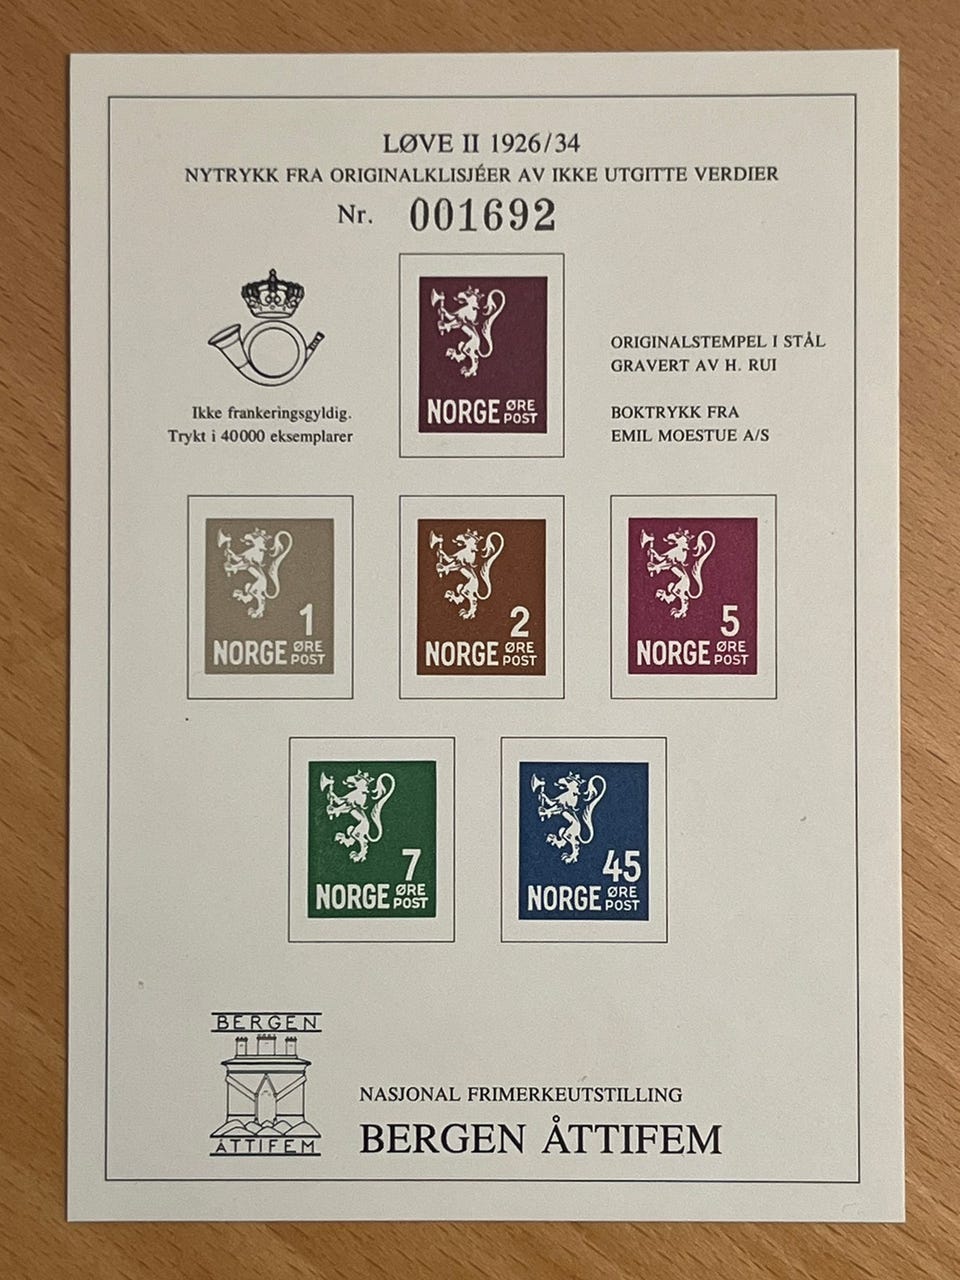 LØVE II 1926/34
NYTRYKK FRA ORIGINALKLISJÉER AV IKKE UTGITTE VERDIER
Nr. 001692
NORGE ØRE POST
Ikke frankeringsgyldig.
Trykt i 40000 eksemplarer
ORIGINALSTEMPEL I STÅL
GRAVERT AV H. RUI
BOKTRYKK FRA
EMIL MOESTUE A/S
1
NORGE ØRE POST
2
NORGE ØRE POST
5
NORGE ØRE POST
7
NORGE ØRE POST
45
NORGE ØRE POST
BERGEN
ÅTTIFEM
NASJONAL FRIMERKEUTSTILLING
BERGEN ÅTTIFEM